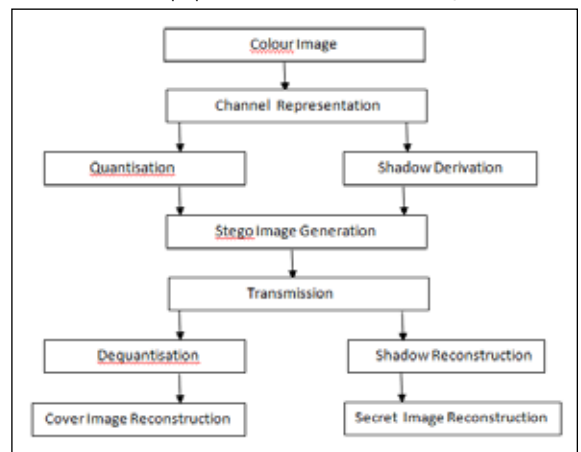 Colour Image
Channel Representation
Quantisation
Shadow Derivation
Stego Image Generation
Transmission
Dequantisation
Shadow Reconstruction
Cover Image Reconstruction
Secret Image Reconstruction